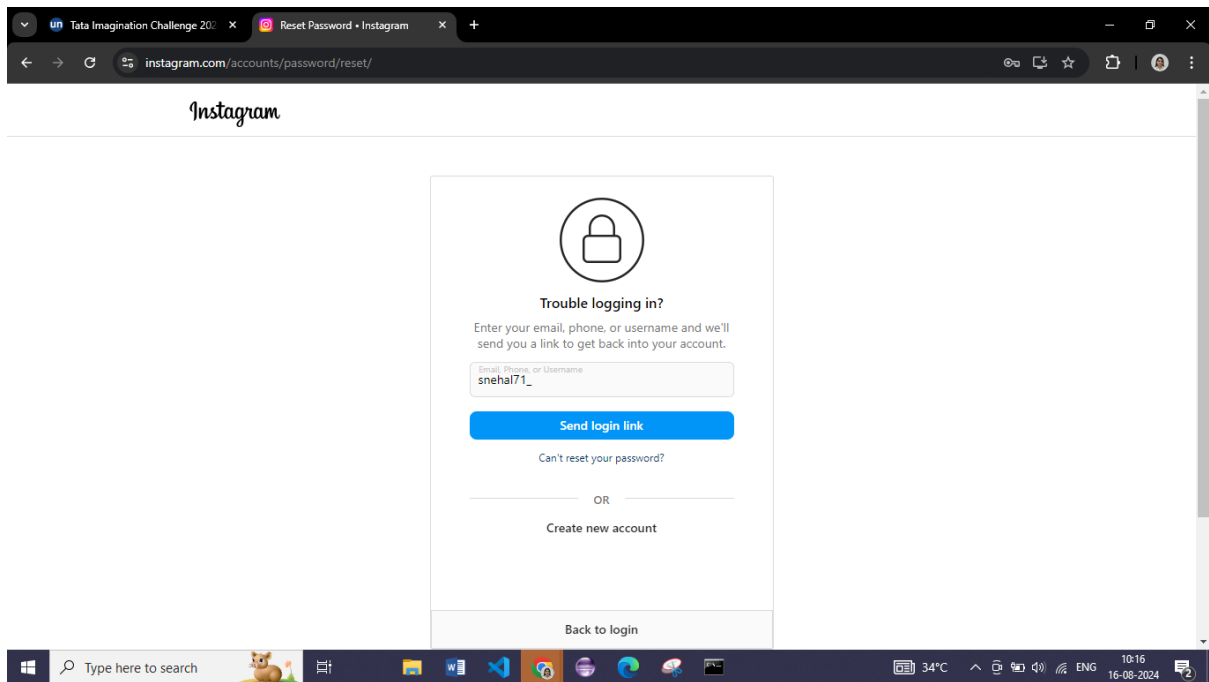 Tata Imagination Challenge 202
Reset Password • Instagram
instagram.com/accounts/password/reset/
Instagram
Trouble logging in?
Enter your email, phone, or username and we'll
send you a link to get back into your account.
Email, Phone, or Username
snehal71_
Send login link
Can't reset your password?
OR
Create new account
Back to login
Type here to search
34°C
ENG
10:16
16-08-2024
2